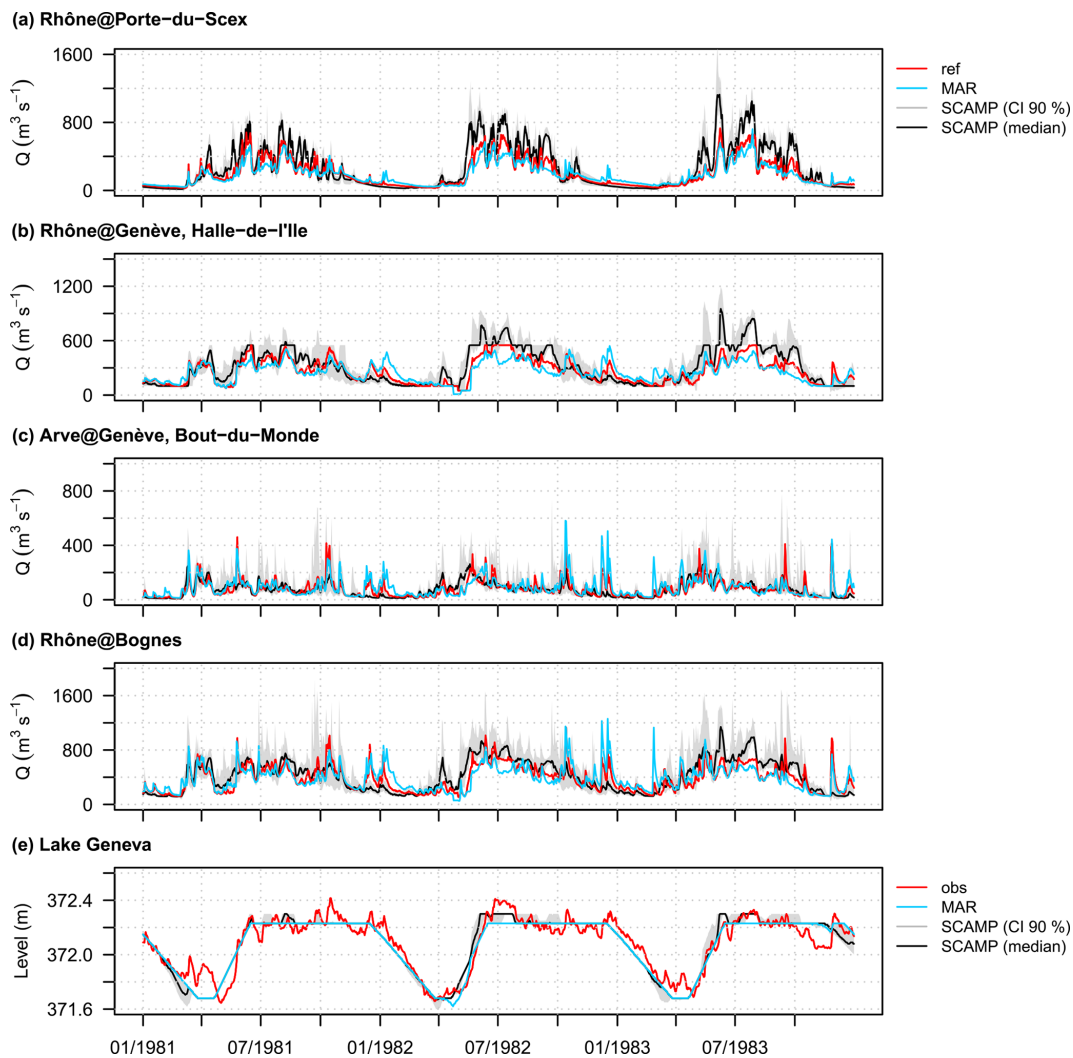 (a) Rhône@Porte−du−Scex
1600
800
0
Q (m³ s⁻¹)
ref
MAR
SCAMP (CI 90 %)
SCAMP (median)
(b) Rhône@Genève, Halle−de−l'Ile
1200
600
0
Q (m³ s⁻¹)
(c) Arve@Genève, Bout−du−Monde
800
400
0
Q (m³ s⁻¹)
(d) Rhône@Bognes
1600
800
0
Q (m³ s⁻¹)
(e) Lake Geneva
372.4
372.0
371.6
Level (m)
obs
MAR
SCAMP (CI 90 %)
SCAMP (median)
01/1981 07/1981 01/1982 07/1982 01/1983 07/1983